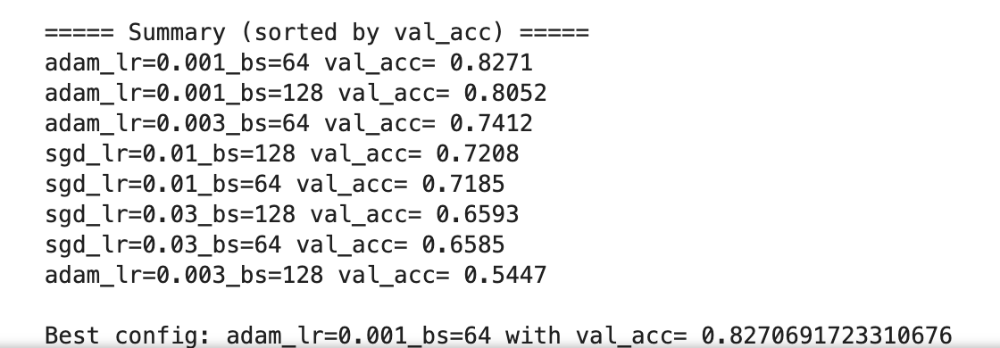 ===== Summary (sorted by val_acc) =====
adam_lr=0.001_bs=64 val_acc= 0.8271
adam_lr=0.001_bs=128 val_acc= 0.8052
adam_lr=0.003_bs=64 val_acc= 0.7412
sgd_lr=0.01_bs=128 val_acc= 0.7208
sgd_lr=0.01_bs=64 val_acc= 0.7185
sgd_lr=0.03_bs=128 val_acc= 0.6593
sgd_lr=0.03_bs=64 val_acc= 0.6585
adam_lr=0.003_bs=128 val_acc= 0.5447
Best config: adam_lr=0.001_bs=64 with val_acc= 0.8270691723310676